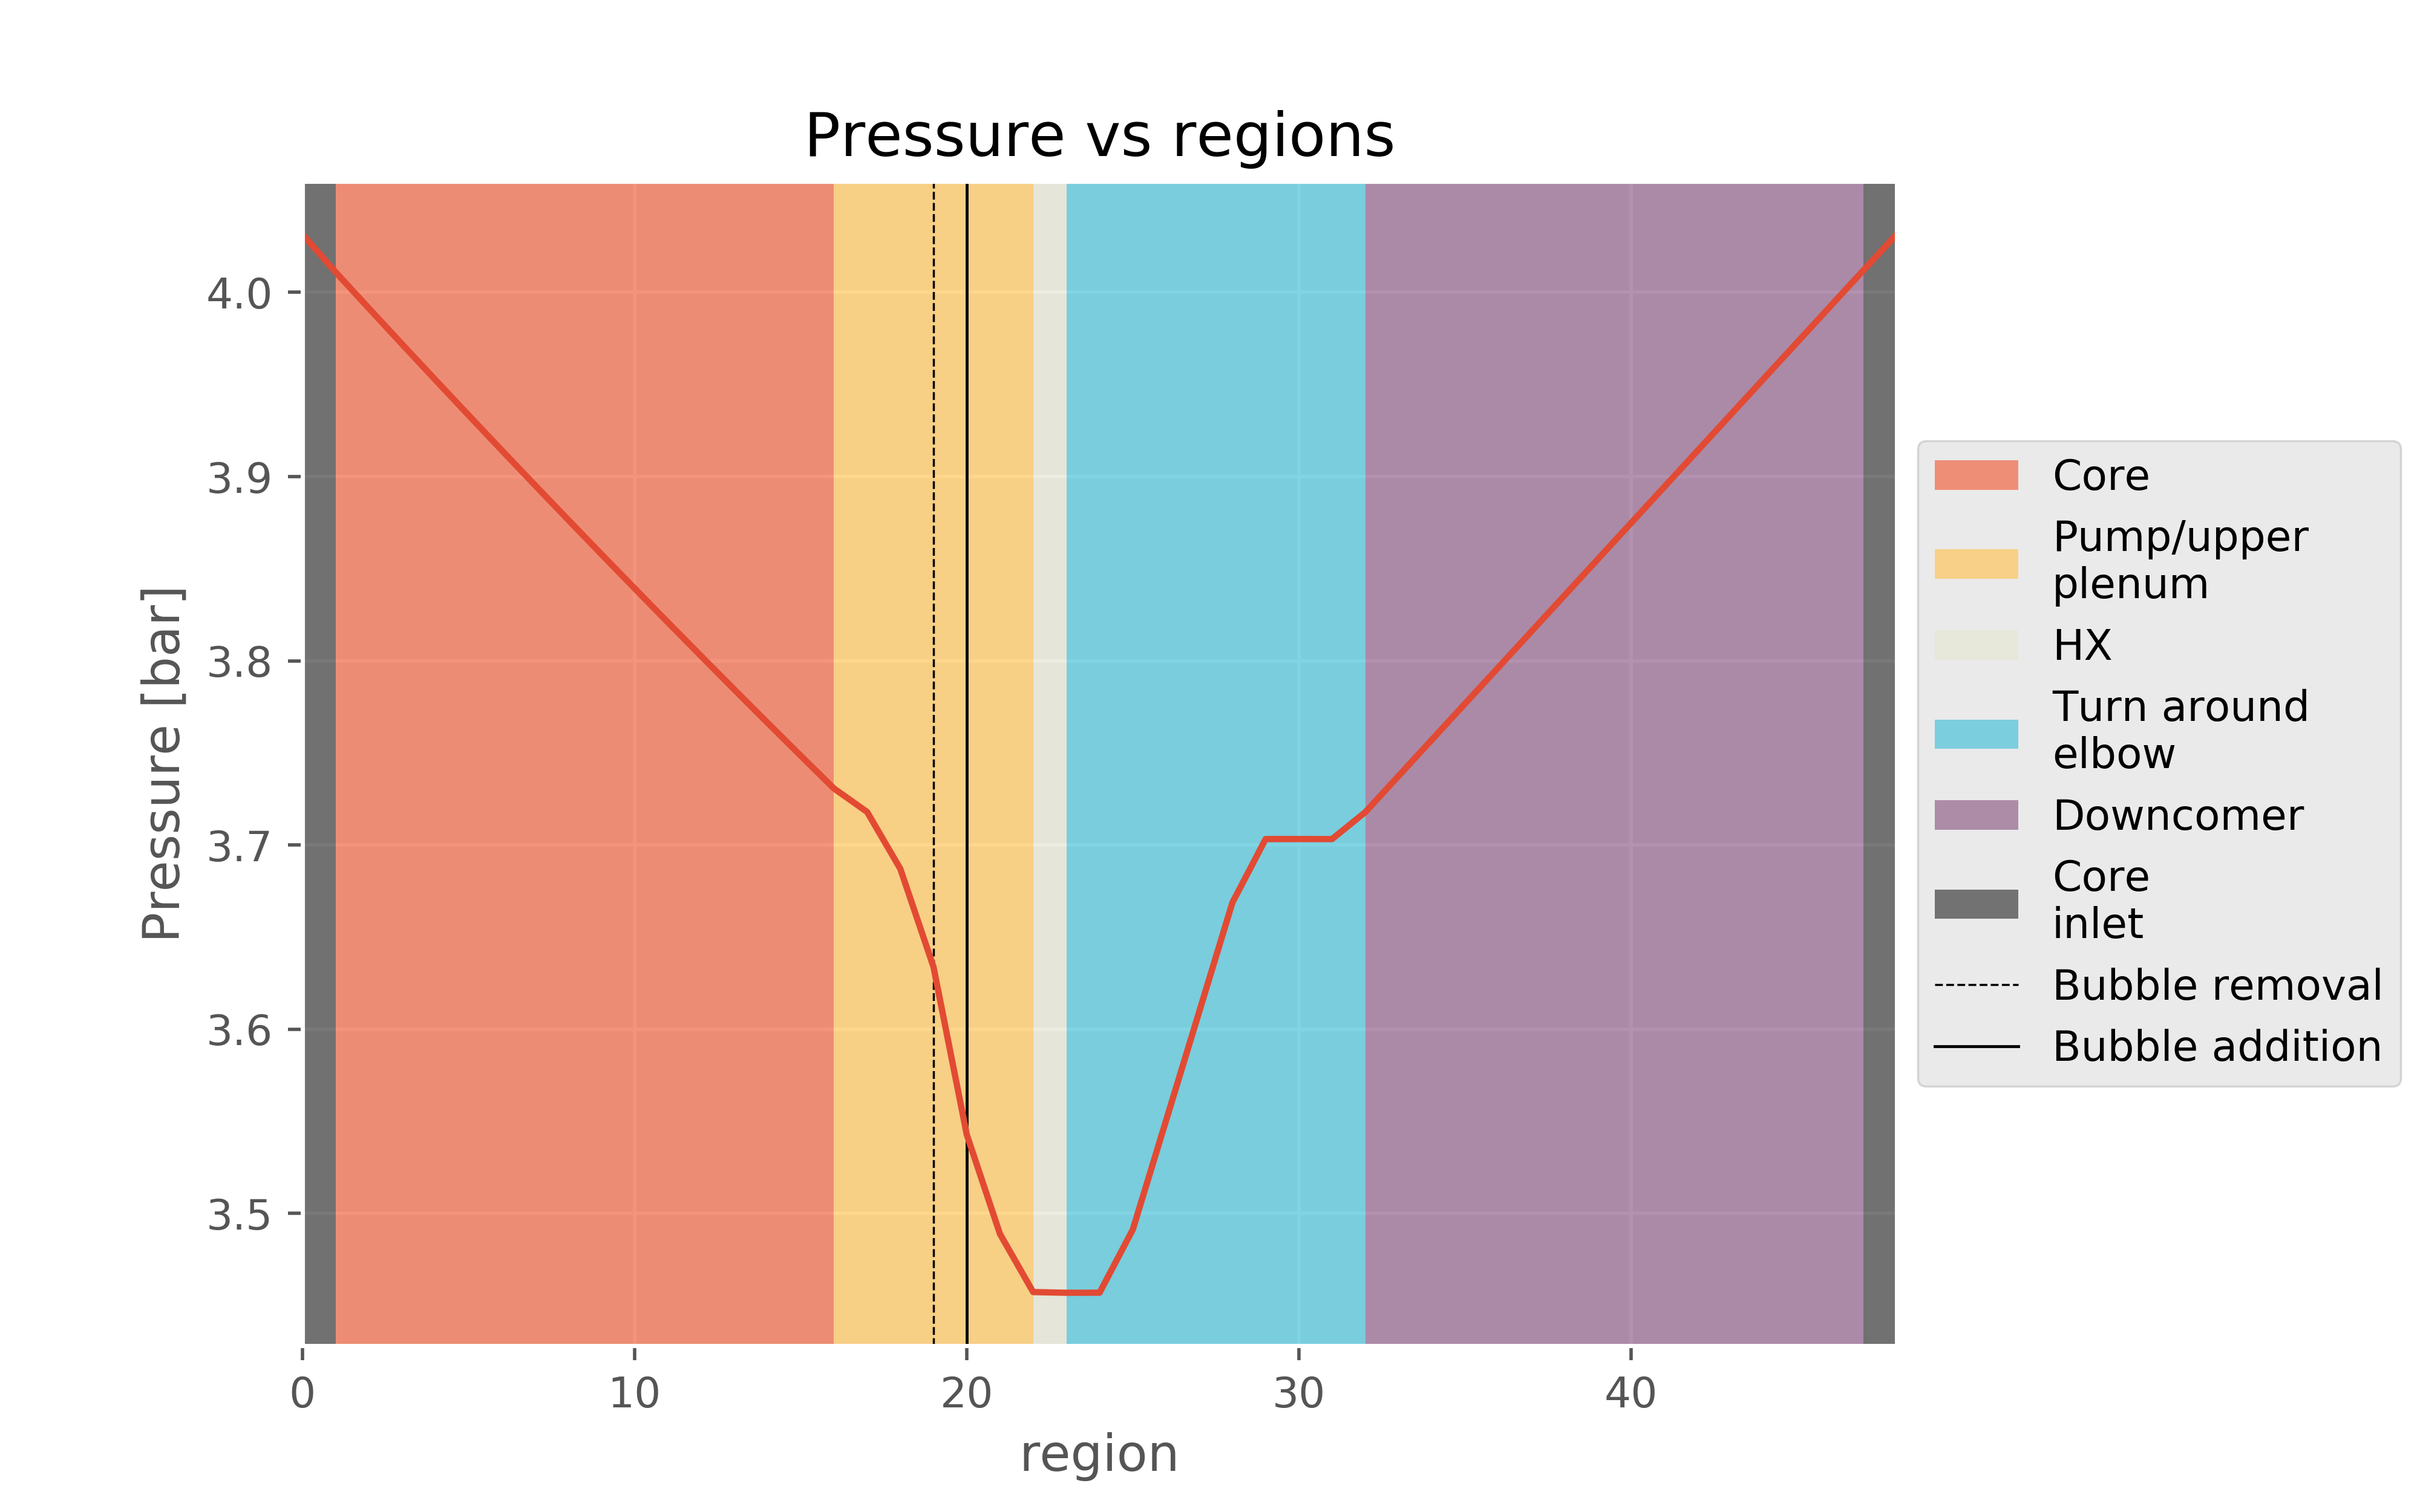 Pressure vs regions
Pressure [bar]
4.0
3.9
3.8
3.7
3.6
3.5
0
10
20
30
40
region
Core
Pump/upper
plenum
HX
Turn around
elbow
Downcomer
Core
inlet
Bubble removal
Bubble addition